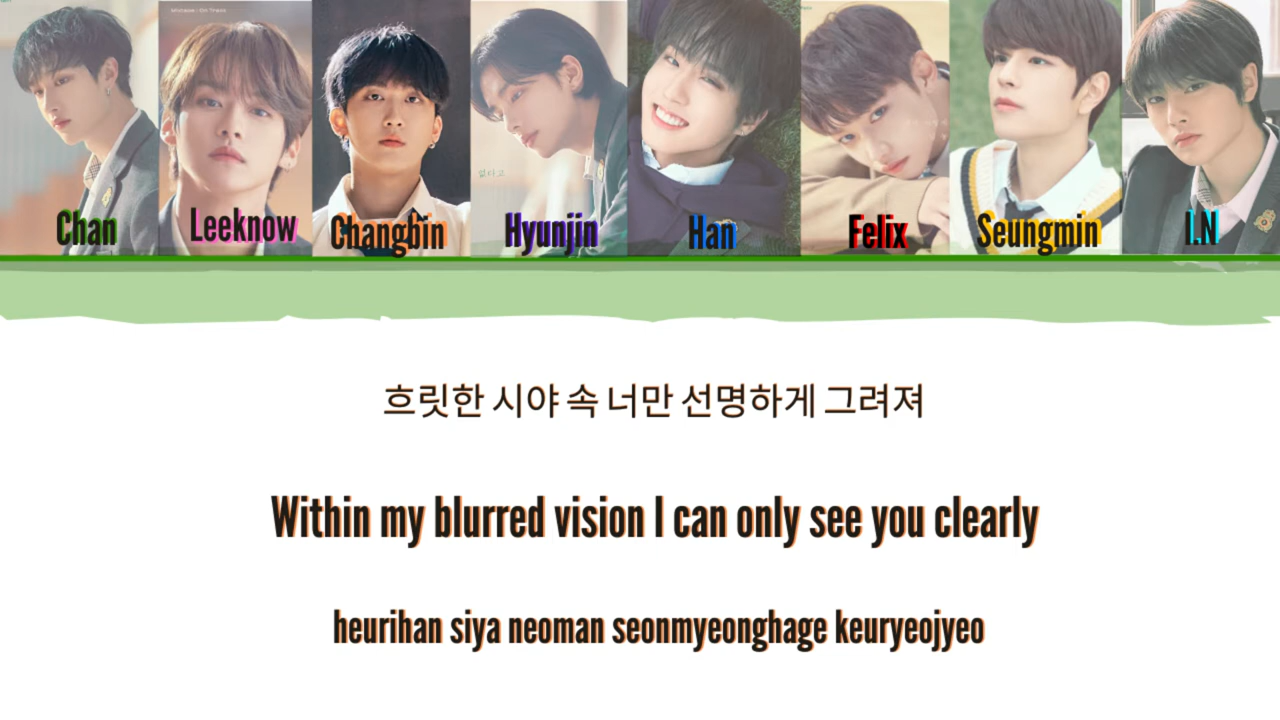 Chan Leeknow Changbin Hyunjin Han Felix Seungmin I.N
흐릿한 시야 속 너만 선명하게 그려져
Within my blurred vision I can only see you clearly
heurihan siya neoman seonmyeonghage keuryeojyeo